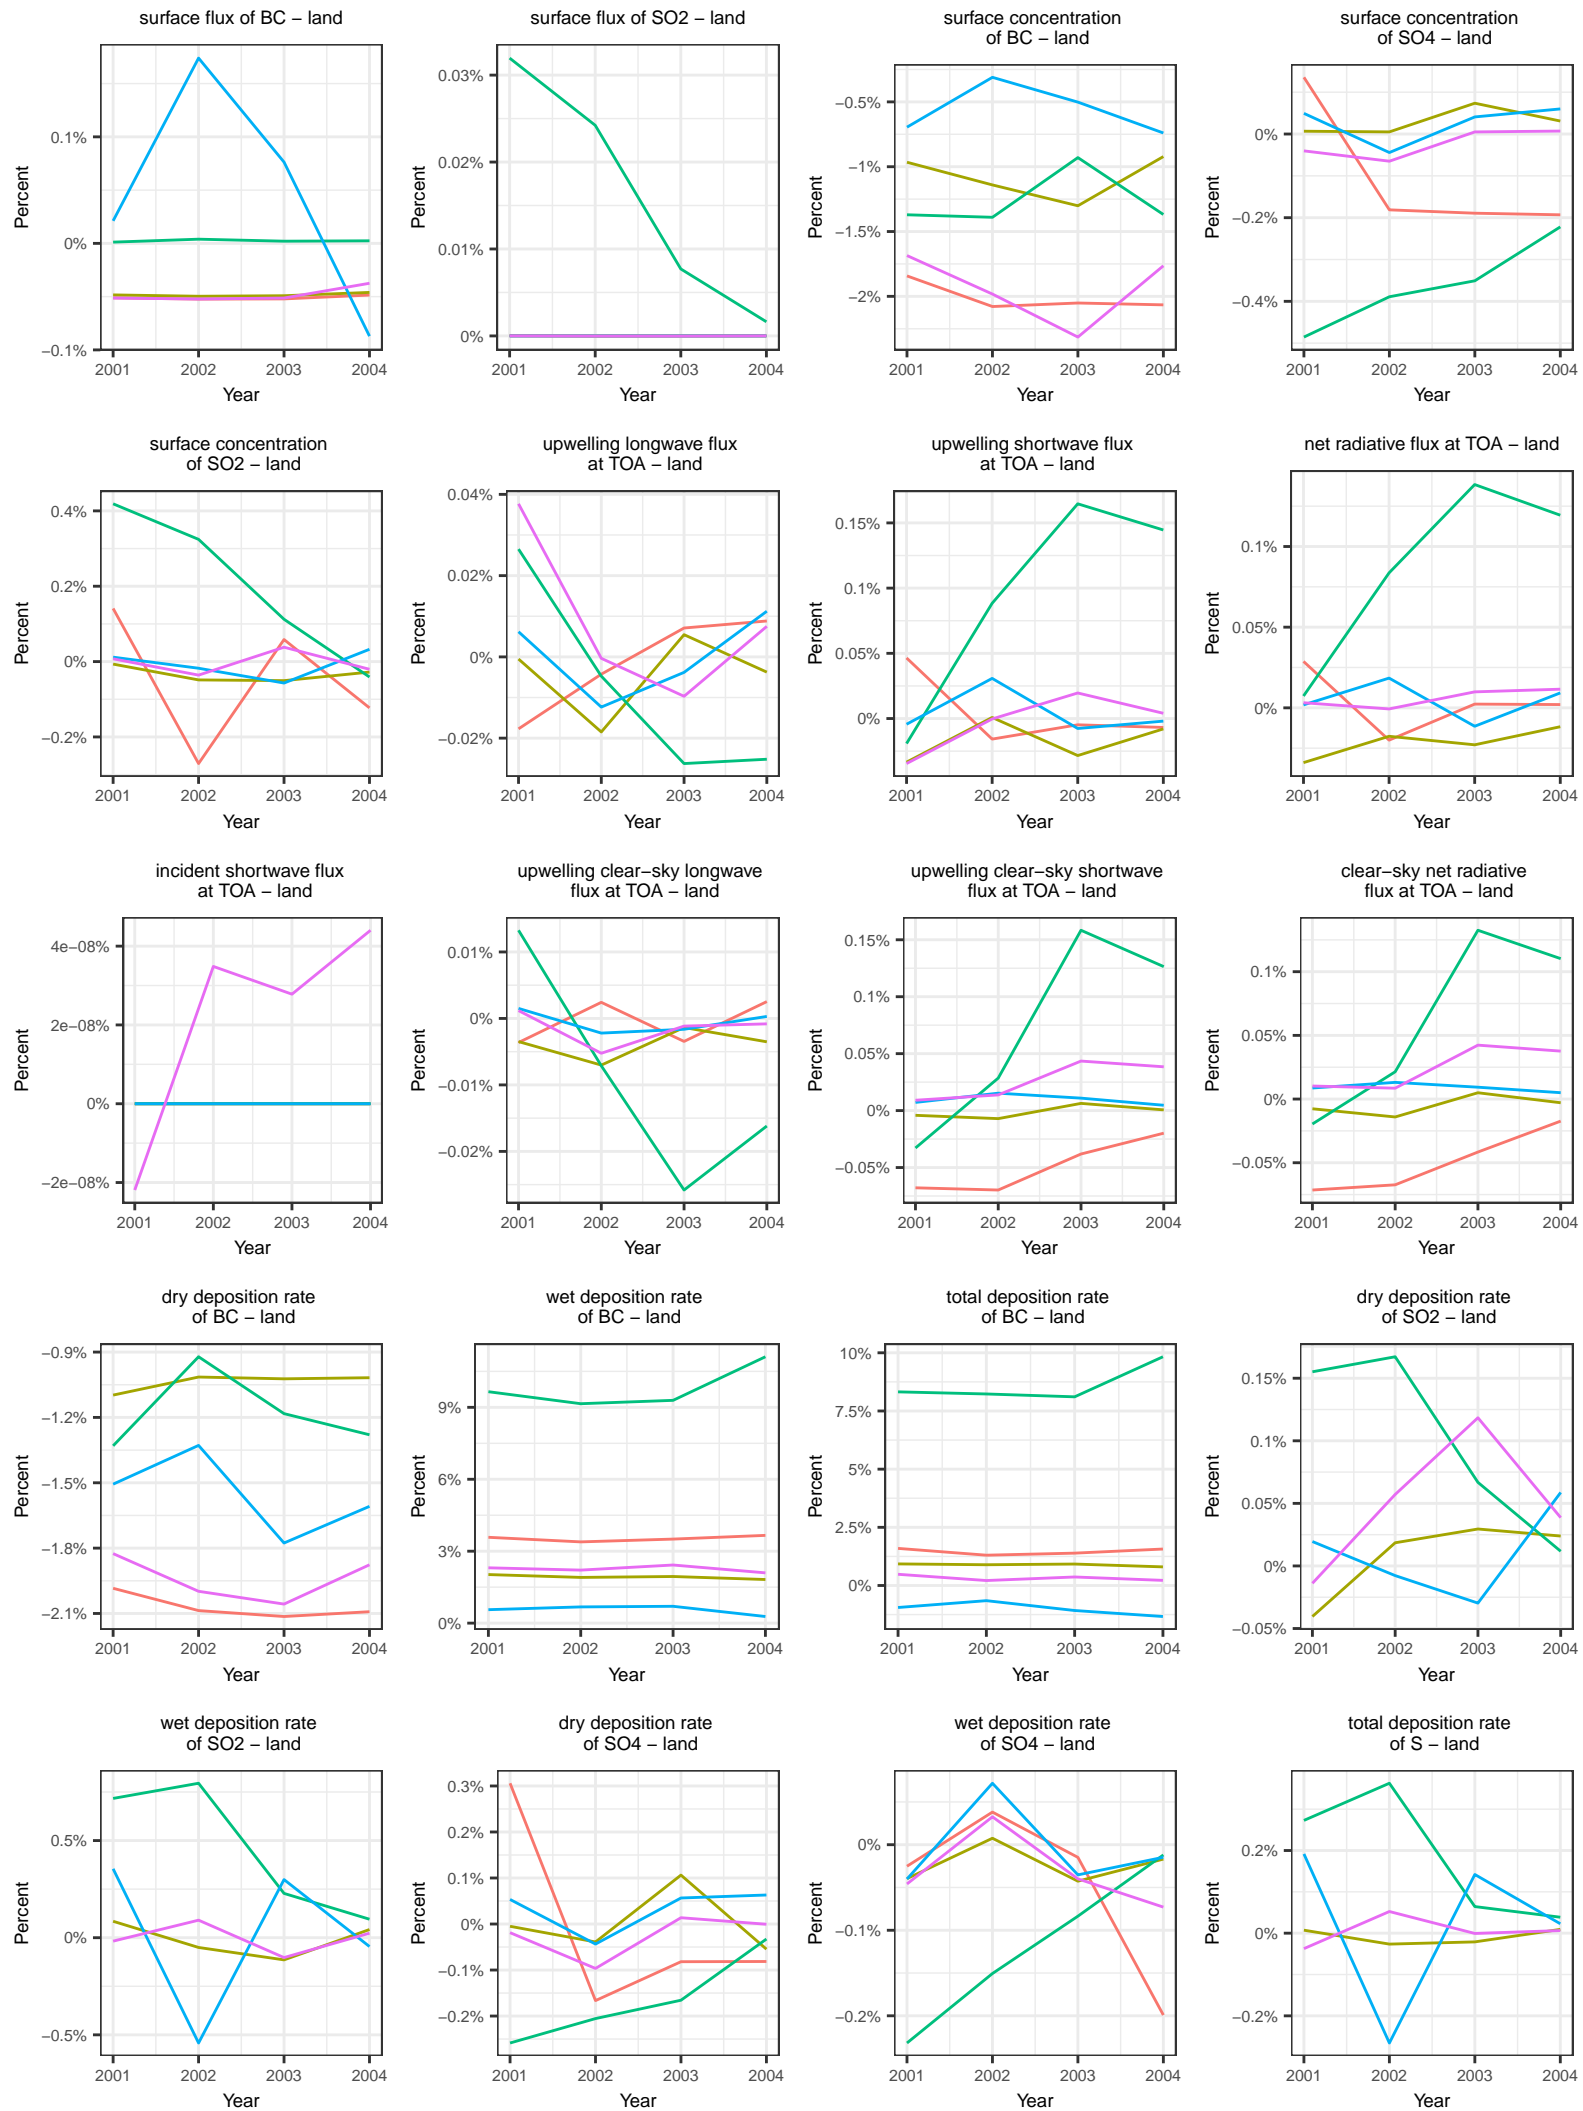 surface flux of BC − land
surface flux of SO2 − land
surface concentration
of BC − land
surface concentration
of SO4 − land
Percent
0.1%
0%
−0.1%
2001 2002 2003 2004
Year
Percent
0.03%
0.02%
0.01%
0%
2001 2002 2003 2004
Year
Percent
−0.5%
−1%
−1.5%
−2%
2001 2002 2003 2004
Year
Percent
0%
−0.2%
−0.4%
2001 2002 2003 2004
Year
surface concentration
of SO2 − land
upwelling longwave flux
at TOA − land
upwelling shortwave flux
at TOA − land
net radiative flux at TOA − land
Percent
0.4%
0.2%
0%
−0.2%
2001 2002 2003 2004
Year
Percent
0.04%
0.02%
0%
−0.02%
2001 2002 2003 2004
Year
Percent
0.15%
0.1%
0.05%
0%
2001 2002 2003 2004
Year
Percent
0.1%
0.05%
0%
2001 2002 2003 2004
Year
incident shortwave flux
at TOA − land
upwelling clear−sky longwave
flux at TOA − land
upwelling clear−sky shortwave
flux at TOA − land
clear−sky net radiative
flux at TOA − land
Percent
4e−08%
2e−08%
0%
−2e−08%
2001 2002 2003 2004
Year
Percent
0.01%
0%
−0.01%
−0.02%
2001 2002 2003 2004
Year
Percent
0.15%
0.1%
0.05%
0%
−0.05%
2001 2002 2003 2004
Year
Percent
0.1%
0.05%
0%
−0.05%
2001 2002 2003 2004
Year
dry deposition rate
of BC − land
wet deposition rate
of BC − land
total deposition rate
of BC − land
dry deposition rate
of SO2 − land
Percent
−0.9%
−1.2%
−1.5%
−1.8%
−2.1%
2001 2002 2003 2004
Year
Percent
9%
6%
3%
0%
2001 2002 2003 2004
Year
Percent
10%
7.5%
5%
2.5%
0%
2001 2002 2003 2004
Year
Percent
0.15%
0.1%
0.05%
0%
−0.05%
2001 2002 2003 2004
Year
wet deposition rate
of SO2 − land
dry deposition rate
of SO4 − land
wet deposition rate
of SO4 − land
total deposition rate
of S − land
Percent
0.5%
0%
−0.5%
2001 2002 2003 2004
Year
Percent
0.3%
0.2%
0.1%
0%
−0.1%
−0.2%
2001 2002 2003 2004
Year
Percent
0%
−0.1%
−0.2%
2001 2002 2003 2004
Year
Percent
0.2%
0%
−0.2%
2001 2002 2003 2004
Year